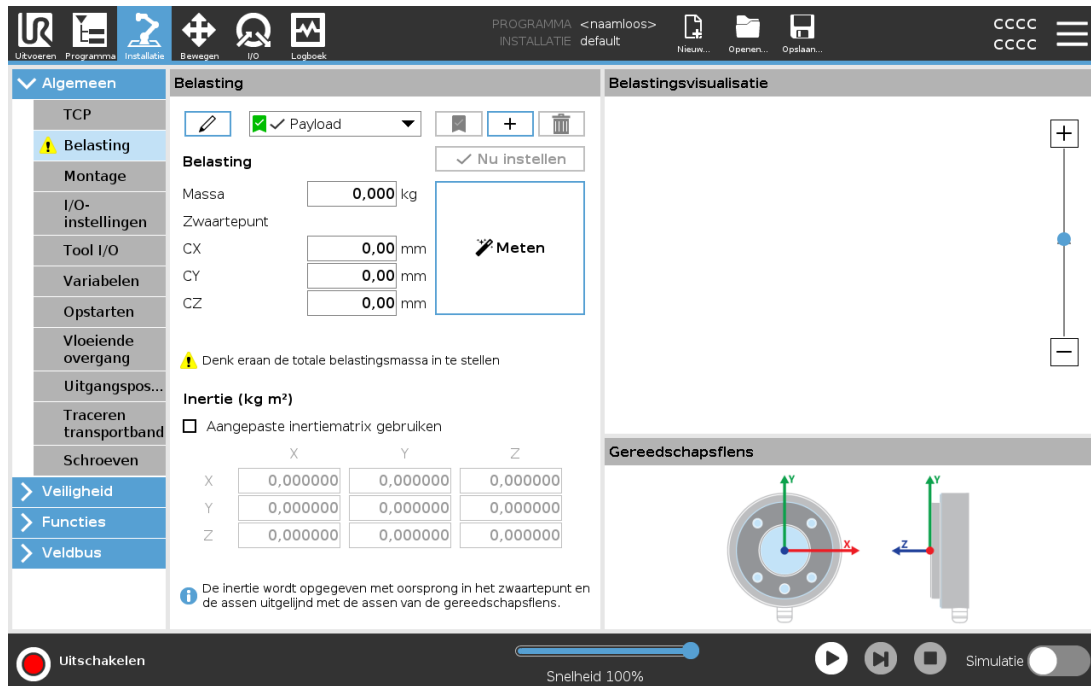 Uitvoeren
Programma
Installatie
Bewegen
I/O
Logboek
PROGRAMMA <naamloos>
INSTALLATIE default
Nieuw...
Openen...
Opslaan...
CCCC
CCCC
Algemeen
TCP
Belasting
Montage
I/O-
instellingen
Tool I/O
Variabelen
Opstarten
Vloeiende
overgang
Uitgangspos...
Traceren
transportband
Schroeven
Veiligheid
Functies
Veldbus
Belasting
Payload
+
Belasting
Nu instellen
Massa 0,000 kg
Zwaartepunt
CX 0,00 mm
CY 0,00 mm
CZ 0,00 mm
Meten
Denk eraan de totale belastingsmassa in te stellen
Inertie (kg m²)
Aangepaste inertiematrix gebruiken
X Y Z
X 0,000000 0,000000 0,000000
Y 0,000000 0,000000 0,000000
Z 0,000000 0,000000 0,000000
De inertie wordt opgegeven met oorsprong in het zwaartepunt en
de assen uitgelijnd met de assen van de gereedschapsflens.
Belastingsvisualisatie
+
−
Gereedschapsflens
Y
X
Y
Z
Uitschakelen
Snelheid 100%
Simulatie